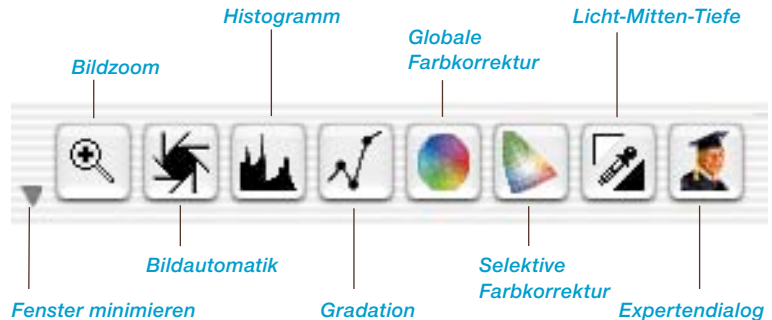 Histogramm
Licht-Mitten-Tiefe
Globale
Farbkorrektur
Bildzoom
Bildautomatik
Selektive
Farbkorrektur
Fenster minimieren
Gradation
Expertendialog